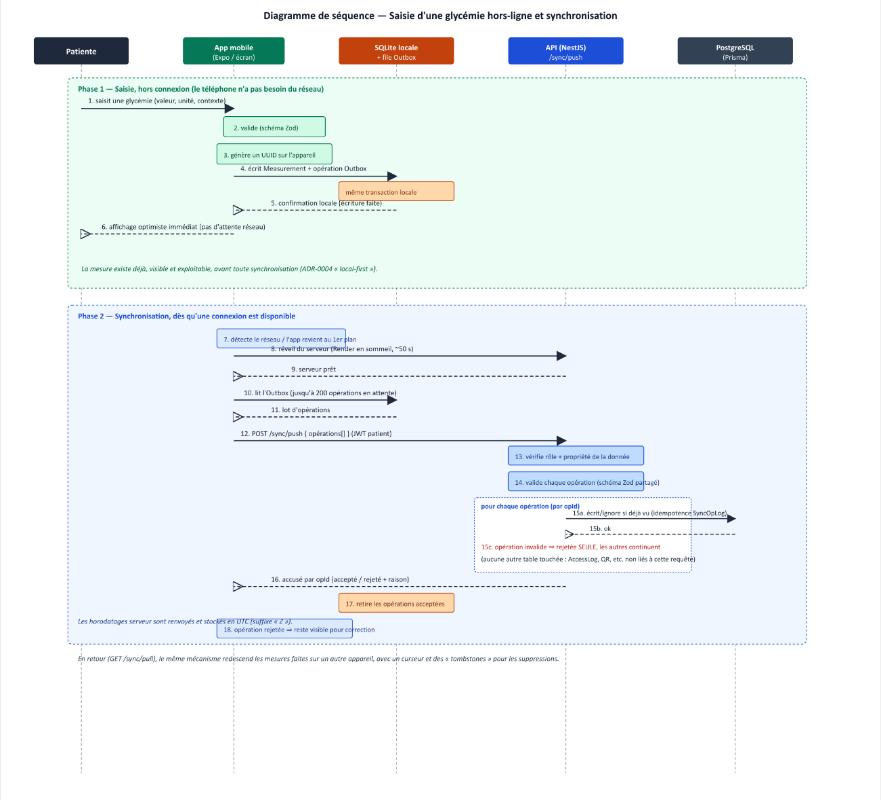 Diagramme de séquence — Saisie d'une glycémie hors-ligne et synchronisation
Patiente
App mobile
(Expo / écran)
SQLite locale
+ file Outbox
API (NestJS)
/sync/push
PostgreSQL
(Prisma)
Phase 1 — Saisie, hors connexion (le téléphone n'a pas besoin du réseau)
1. saisit une glycémie (valeur, unité, contexte)
2. valide (schéma Zod)
3. génère un UUID sur l'appareil
4. écrit Measurement + opération Outbox
même transaction locale
5. confirmation locale (écriture faite)
6. affichage optimiste immédiat (pas d'attente réseau)
La mesure existe déjà, visible et exploitable, avant toute synchronisation (ADR-0004 « local-first »).
Phase 2 — Synchronisation, dès qu'une connexion est disponible
7. détecte le réseau / l'app revient au 1er plan
8. réveil du serveur (Render en sommeil, ~50 s)
9. serveur prêt
10. lit l'Outbox (jusqu'à 200 opérations en attente)
11. lot d'opérations
12. POST /sync/push { opérations[] } (JWT patient)
13. vérifie rôle + propriété de la donnée
14. valide chaque opération (schéma Zod partagé)
pour chaque opération (par opId)
15a. écrit/ignore si déjà vu (idempotence SyncOpLog)
15b. ok
15c. opération invalide ⇒ rejetée SEULE, les autres continuent
(aucune autre table touchée : AccessLog, QR, etc. non liés à cette requête)
16. accusé par opId (accepté / rejeté + raison)
17. retire les opérations acceptées
Les horodatages serveur sont renvoyés et stockés en UTC (suffixe « Z »).
18. opération rejetée ⇒ reste visible pour correction
En retour (GET /sync/pull), le même mécanisme redescend les mesures faites sur un autre appareil, avec un curseur et des « tombstones » pour les suppressions.